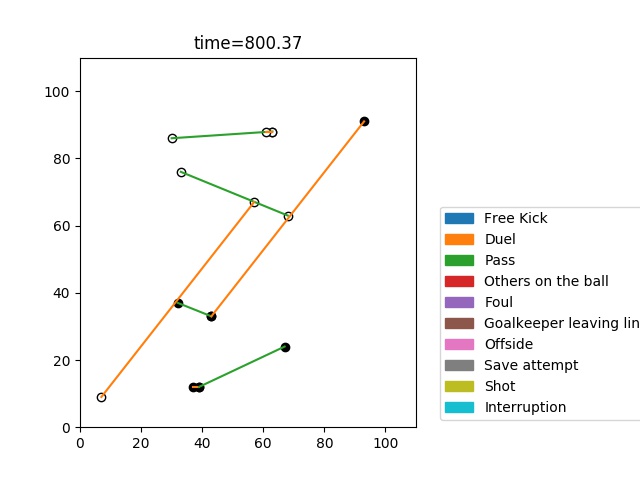 time=800.37
100
80
60
40
20
0
0 20 40 60 80 100
Free Kick
Duel
Pass
Others on the ball
Foul
Goalkeeper leaving lin
Offside
Save attempt
Shot
Interruption